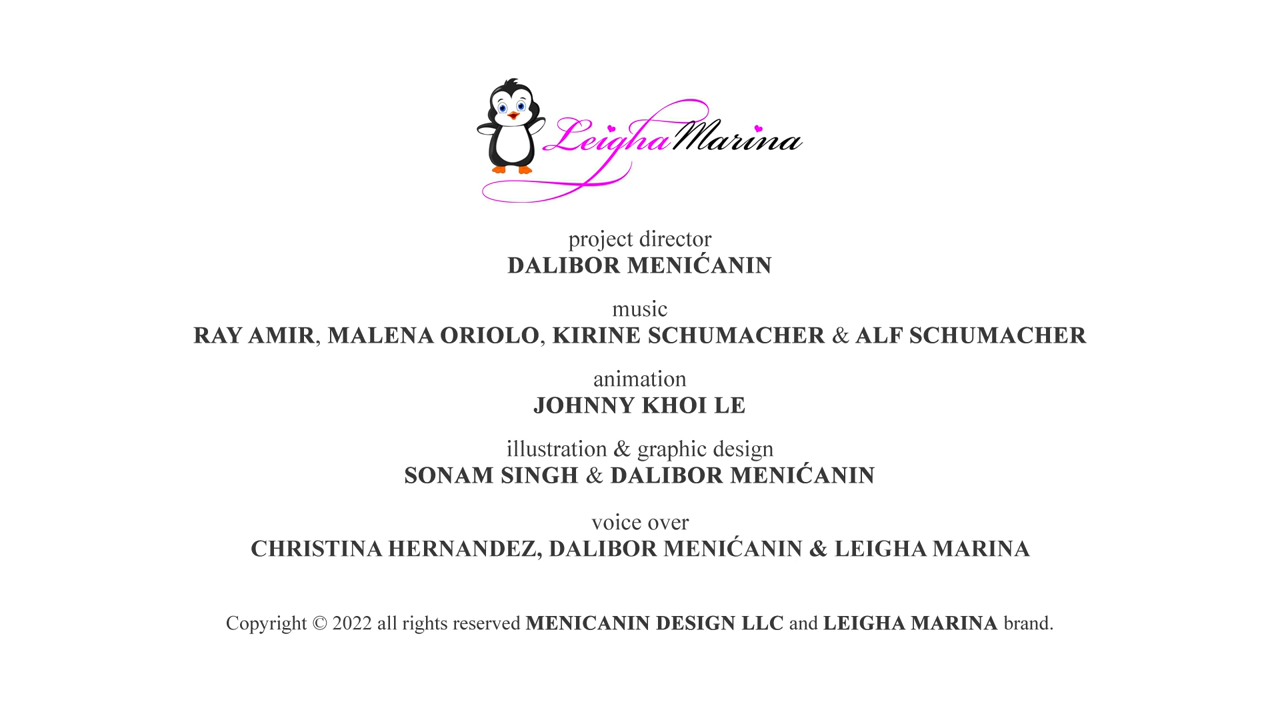 Leigha Marina
project director
DALIBOR MENIĆANIN
music
RAY AMIR, MALENA ORIOLO, KIRINE SCHUMACHER & ALF SCHUMACHER
animation
JOHNNY KHOI LE
illustration & graphic design
SONAM SINGH & DALIBOR MENIĆANIN
voice over
CHRISTINA HERNANDEZ, DALIBOR MENIĆANIN & LEIGHA MARINA
Copyright © 2022 all rights reserved MENICANIN DESIGN LLC and LEIGHA MARINA brand.